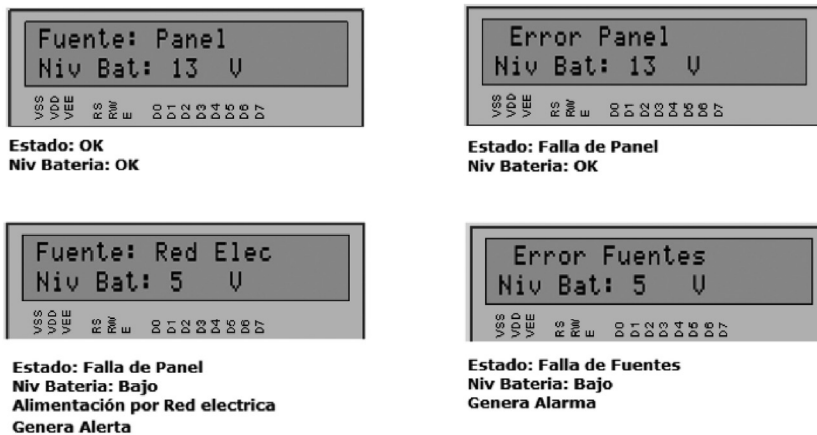 Fuente: Panel
Niv Bat: 13 V
VSS VDD VEE RS RW E D0 D1 D2 D3 D4 D5 D6 D7
Estado: OK
Niv Bateria: OK
Error Panel
Niv Bat: 13 V
VSS VDD VEE RS RW E D0 D1 D2 D3 D4 D5 D6 D7
Estado: Falla de Panel
Niv Bateria: OK
Fuente: Red Elec
Niv Bat: 5 V
VSS VDD VEE RS RW E D0 D1 D2 D3 D4 D5 D6 D7
Estado: Falla de Panel
Niv Bateria: Bajo
Alimentación por Red electrica
Genera Alerta
Error Fuentes
Niv Bat: 5 V
VSS VDD VEE RS RW E D0 D1 D2 D3 D4 D5 D6 D7
Estado: Falla de Fuentes
Niv Bateria: Bajo
Genera Alarma